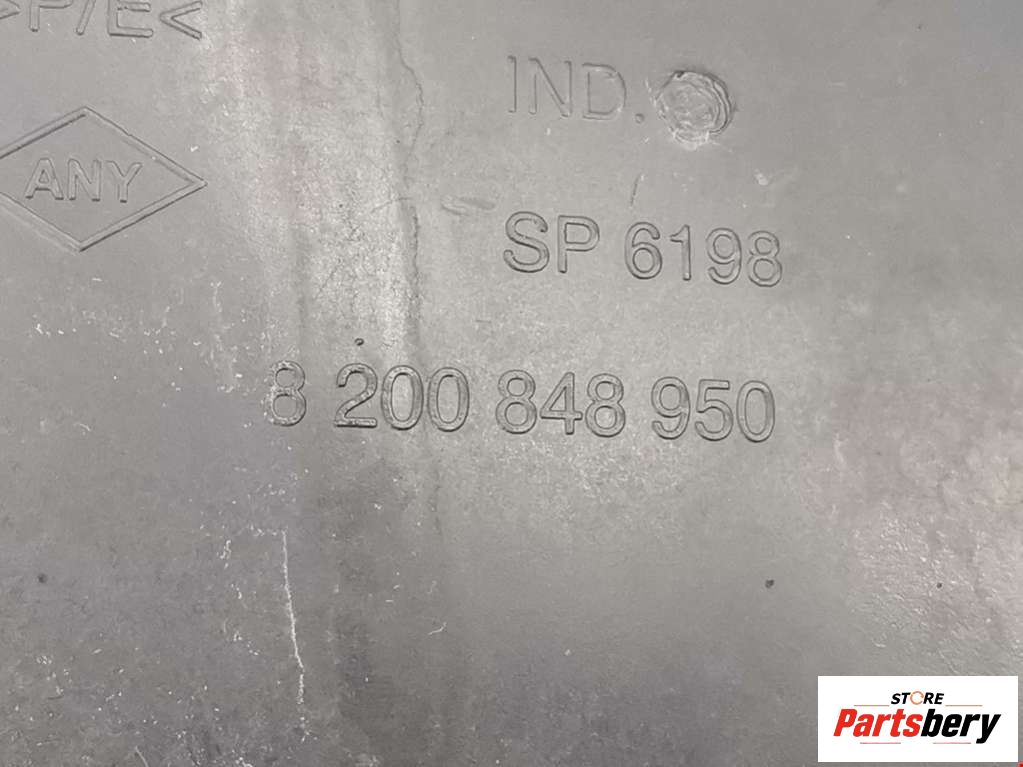 >P/E<
IND.
ANY
SP 6198
8 200 848 950
STORE
Partsbery